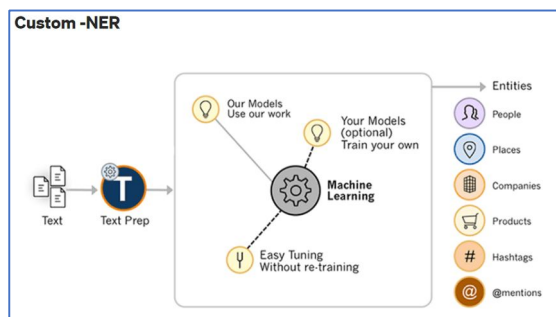 Custom -NER
Our Models
Use our work
Your Models
(optional)
Train your own
Machine
Learning
Easy Tuning
Without re-training
Text
T
Text Prep
Entities
People
Places
Companies
Products
#
Hashtags
@
@mentions